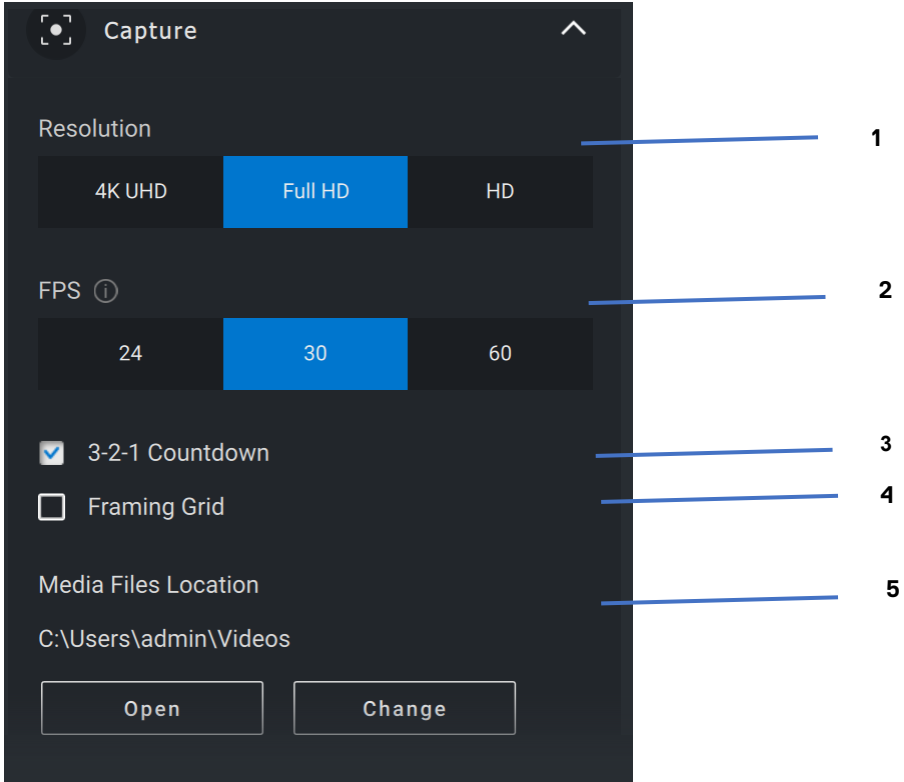 Capture
Resolution 1
4K UHD Full HD HD
FPS 2
24 30 60
3-2-1 Countdown 3
Framing Grid 4
Media Files Location 5
C:\Users\admin\Videos
Open Change